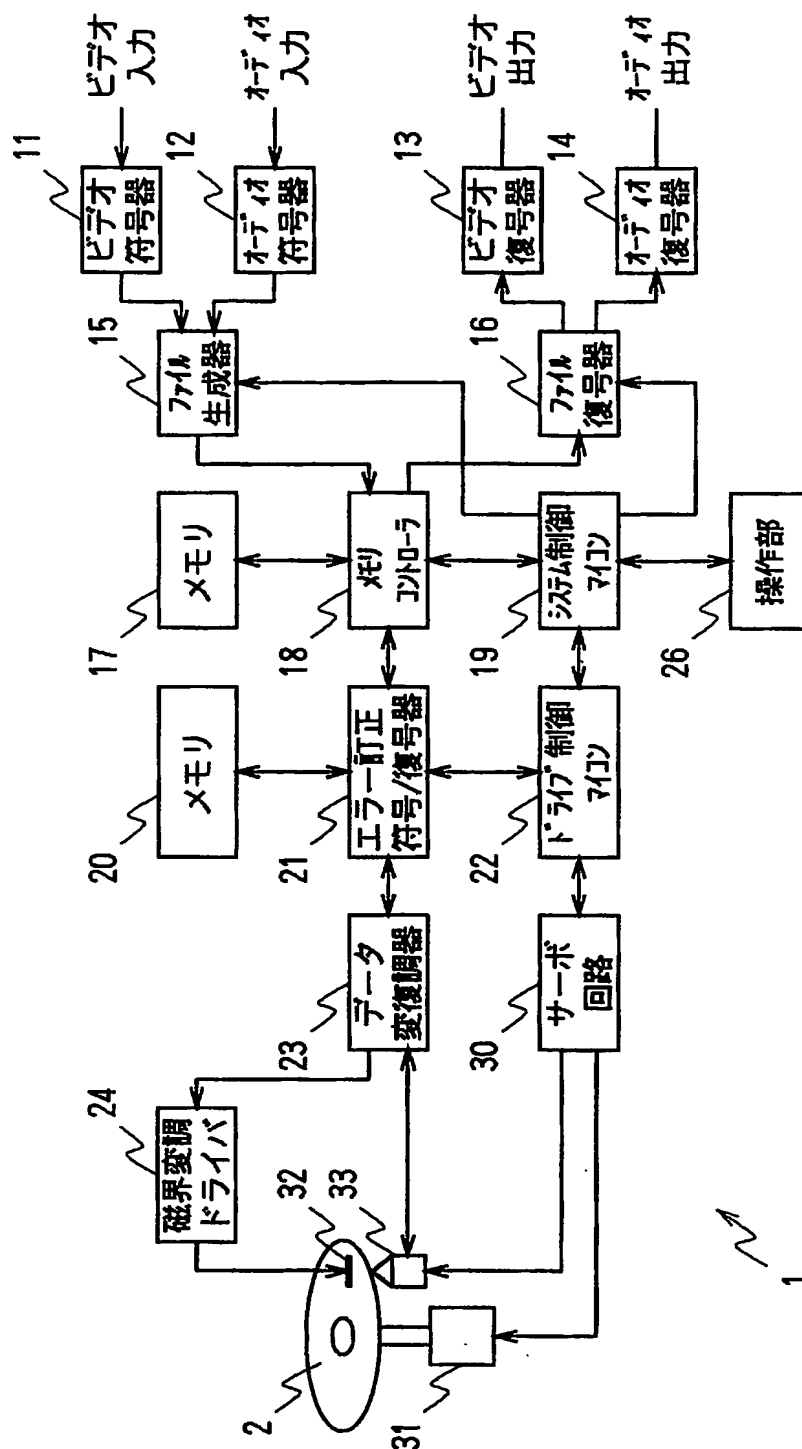 11
ビデオ
符号器
ビデオ
入力
12
オーディオ
符号器
オーディオ
入力
13
ビデオ
復号器
ビデオ
出力
14
オーディオ
復号器
オーディオ
出力
15
ファイル
生成器
16
ファイル
復号器
17
メモリ
18
メモリ
コントローラ
19
システム制御
マイコン
26
操作部
20
メモリ
21
エラー訂正
符号/復号器
22
ドライブ制御
マイコン
23
データ
変復調器
30
サーボ
回路
24
磁界変調
ドライバ
32
33
2
31
1